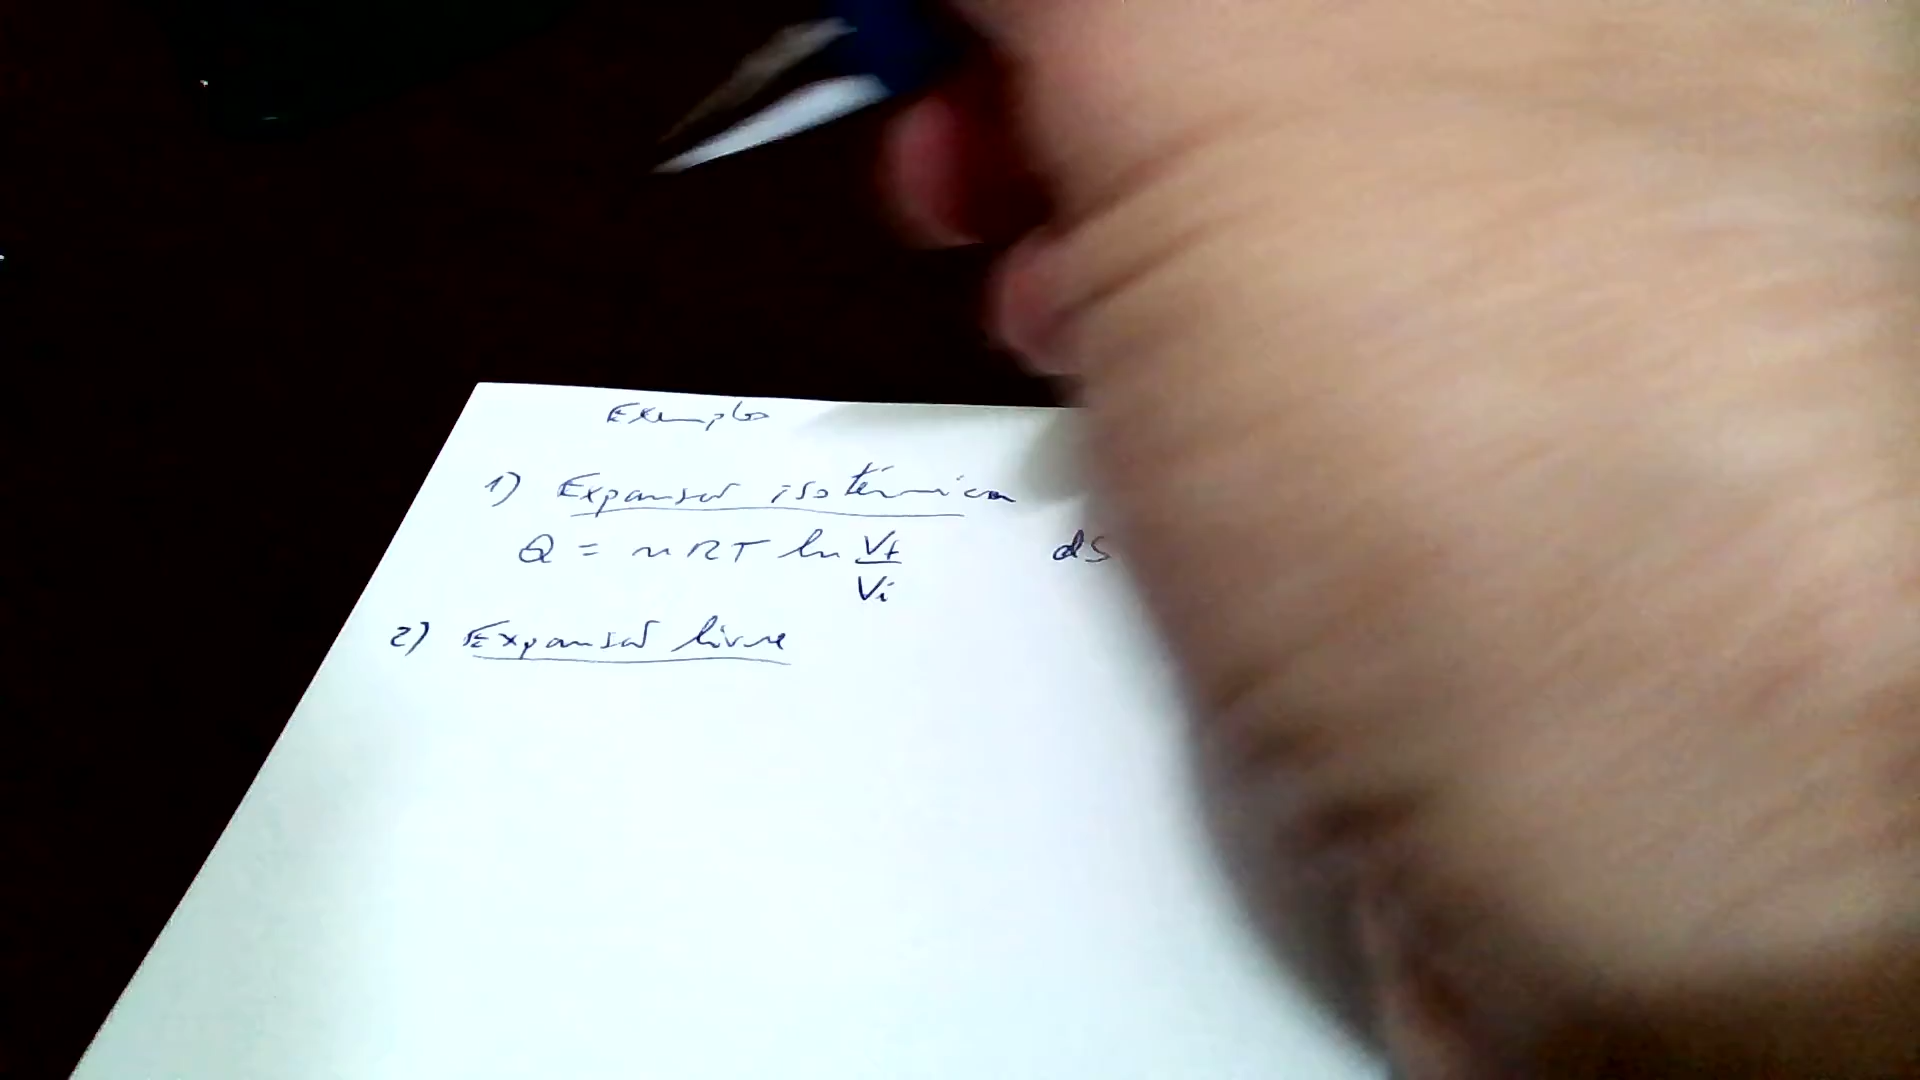 Exemplo
1) Expansão isotérmica
Q = nRT ln Vf/Vi dS
2) Expansão livre